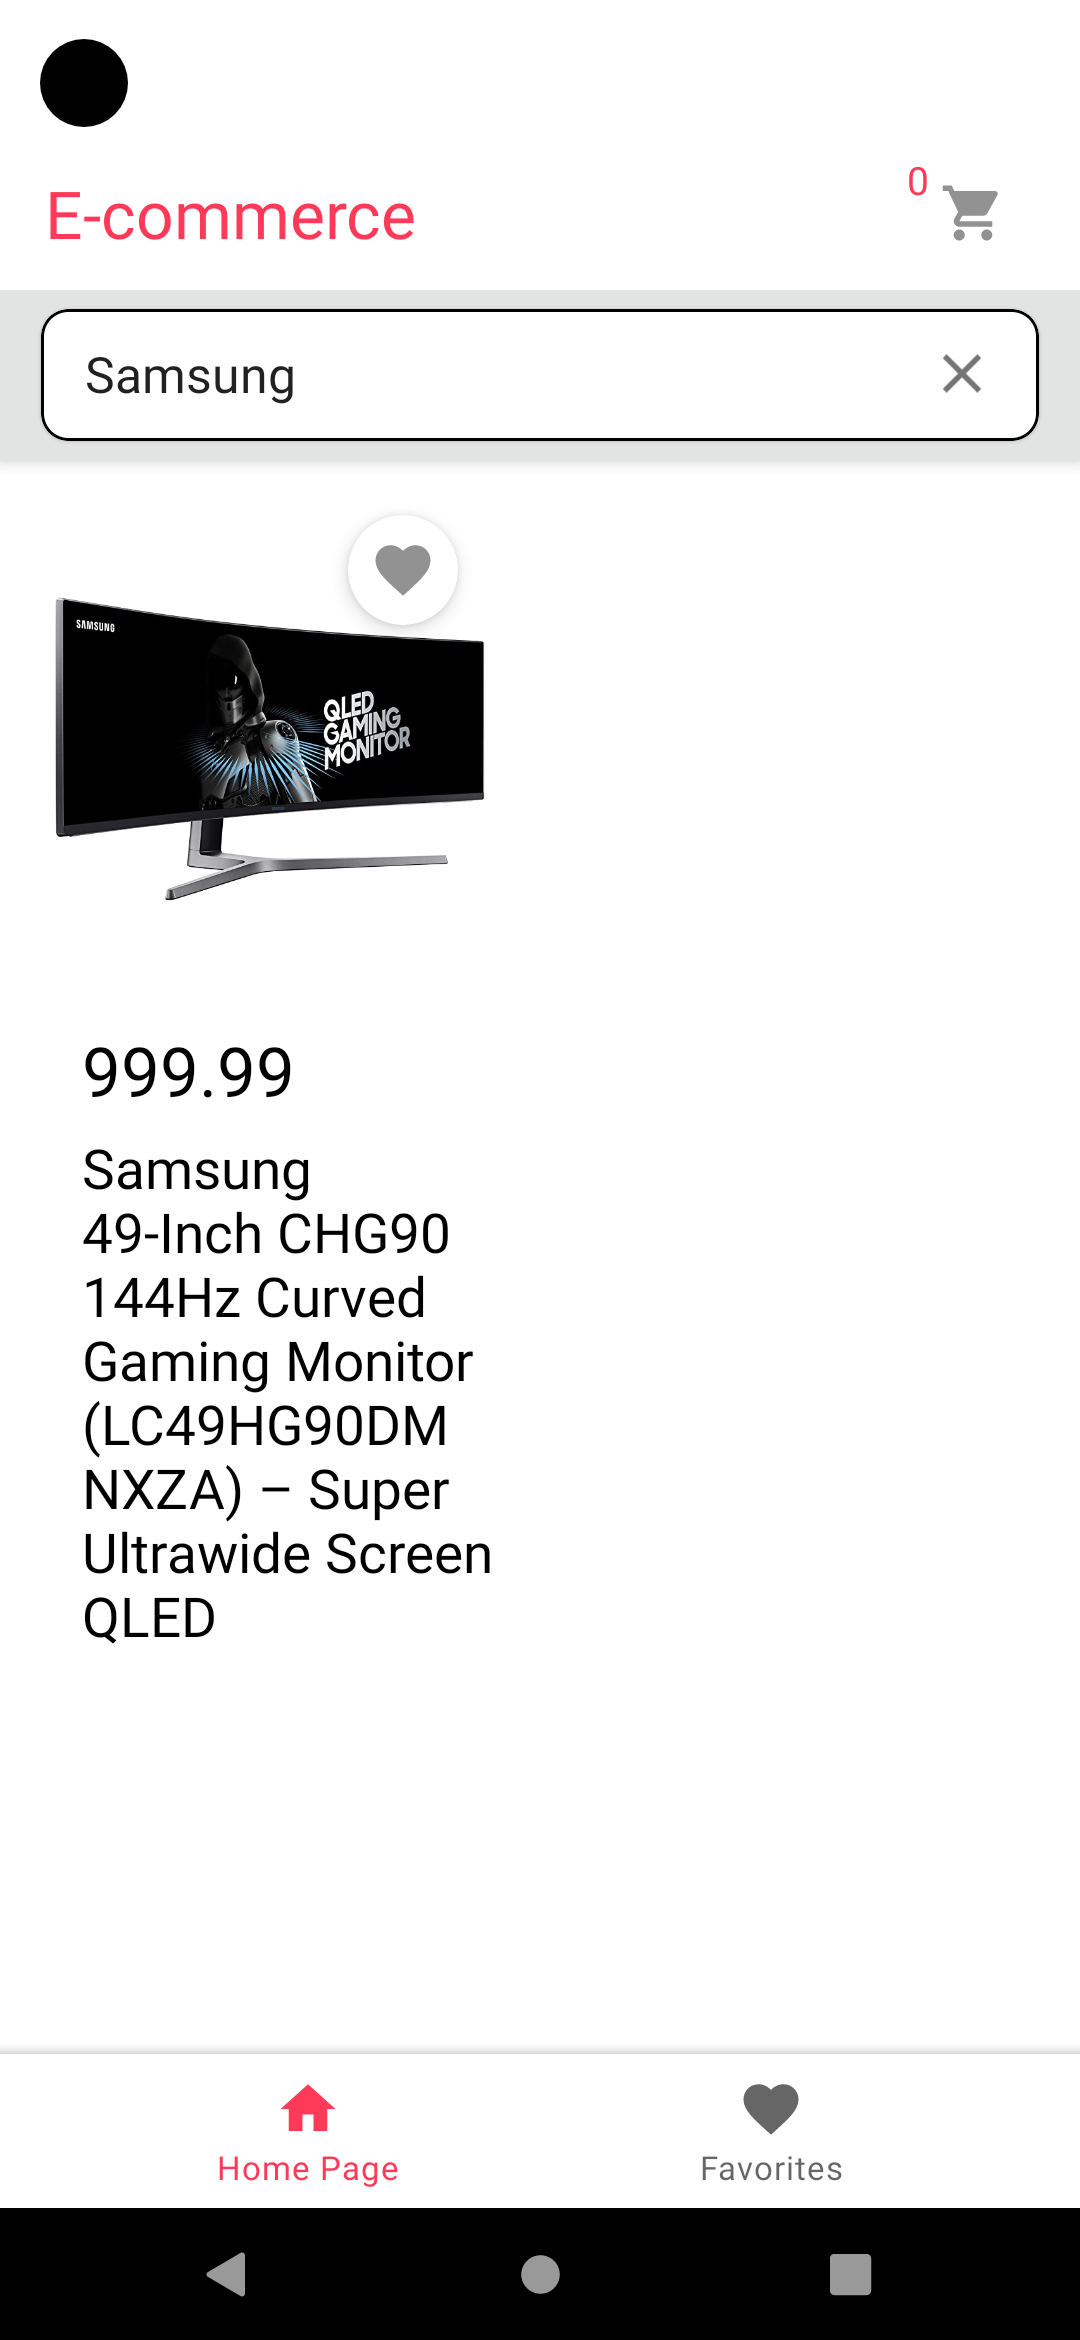 E-commerce
0
Samsung
SAMSUNG
QLED
GAMING
MONITOR
999.99
Samsung
49-Inch CHG90
144Hz Curved
Gaming Monitor
(LC49HG90DM
NXZA) – Super
Ultrawide Screen
QLED
Home Page
Favorites